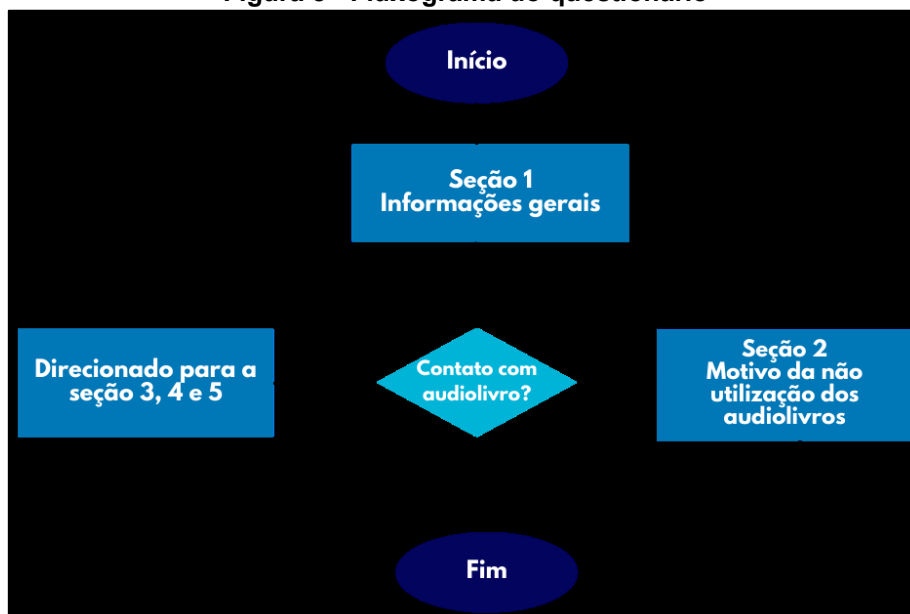 Início
Seção 1
Informações gerais
Direcionado para a
seção 3, 4 e 5
Contato com
audiolivro?
Seção 2
Motivo da não
utilização dos
audiolivros
Fim